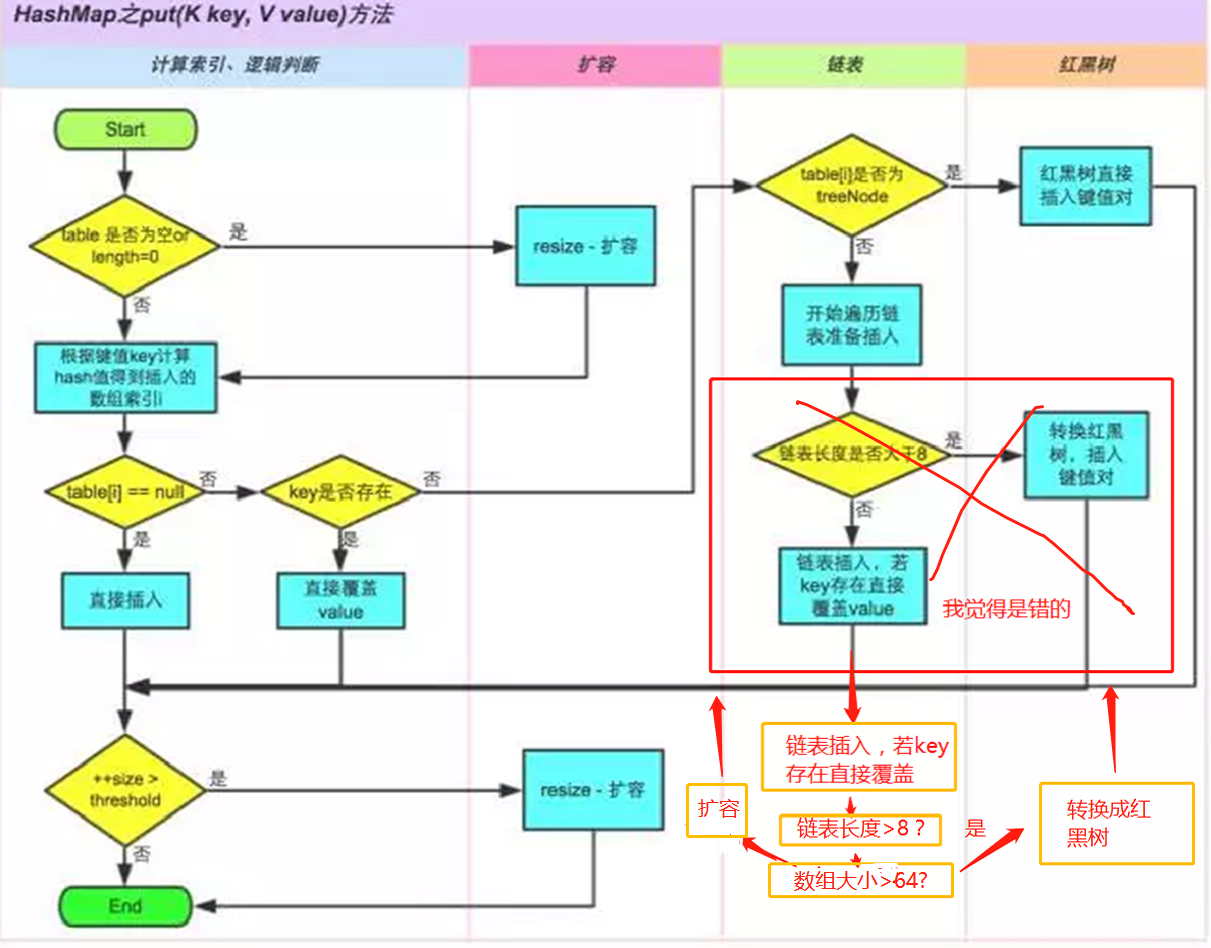 HashMap之put(K key, V value)方法
计算索引、逻辑判断
扩容
链表
红黑树
Start
table 是否为空or
length=0
是
否
resize - 扩容
根据键值key计算
hash值得到插入的
数组索引i
table[i] == null
否
是
key是否存在
否
是
直接插入
直接覆盖
value
table[i]是否为
treeNode
是
否
红黑树直接
插入键值对
开始遍历链
表准备插入
链表长度是否大于8
是
否
转换红黑
树，插入
键值对
链表插入，若
key存在直接
覆盖value
我觉得是错的
++size >
threshold
是
否
resize - 扩容
End
链表插入，若key
存在直接覆盖
链表长度>8？
是
数组大小>64?
扩容
转换成红
黑树